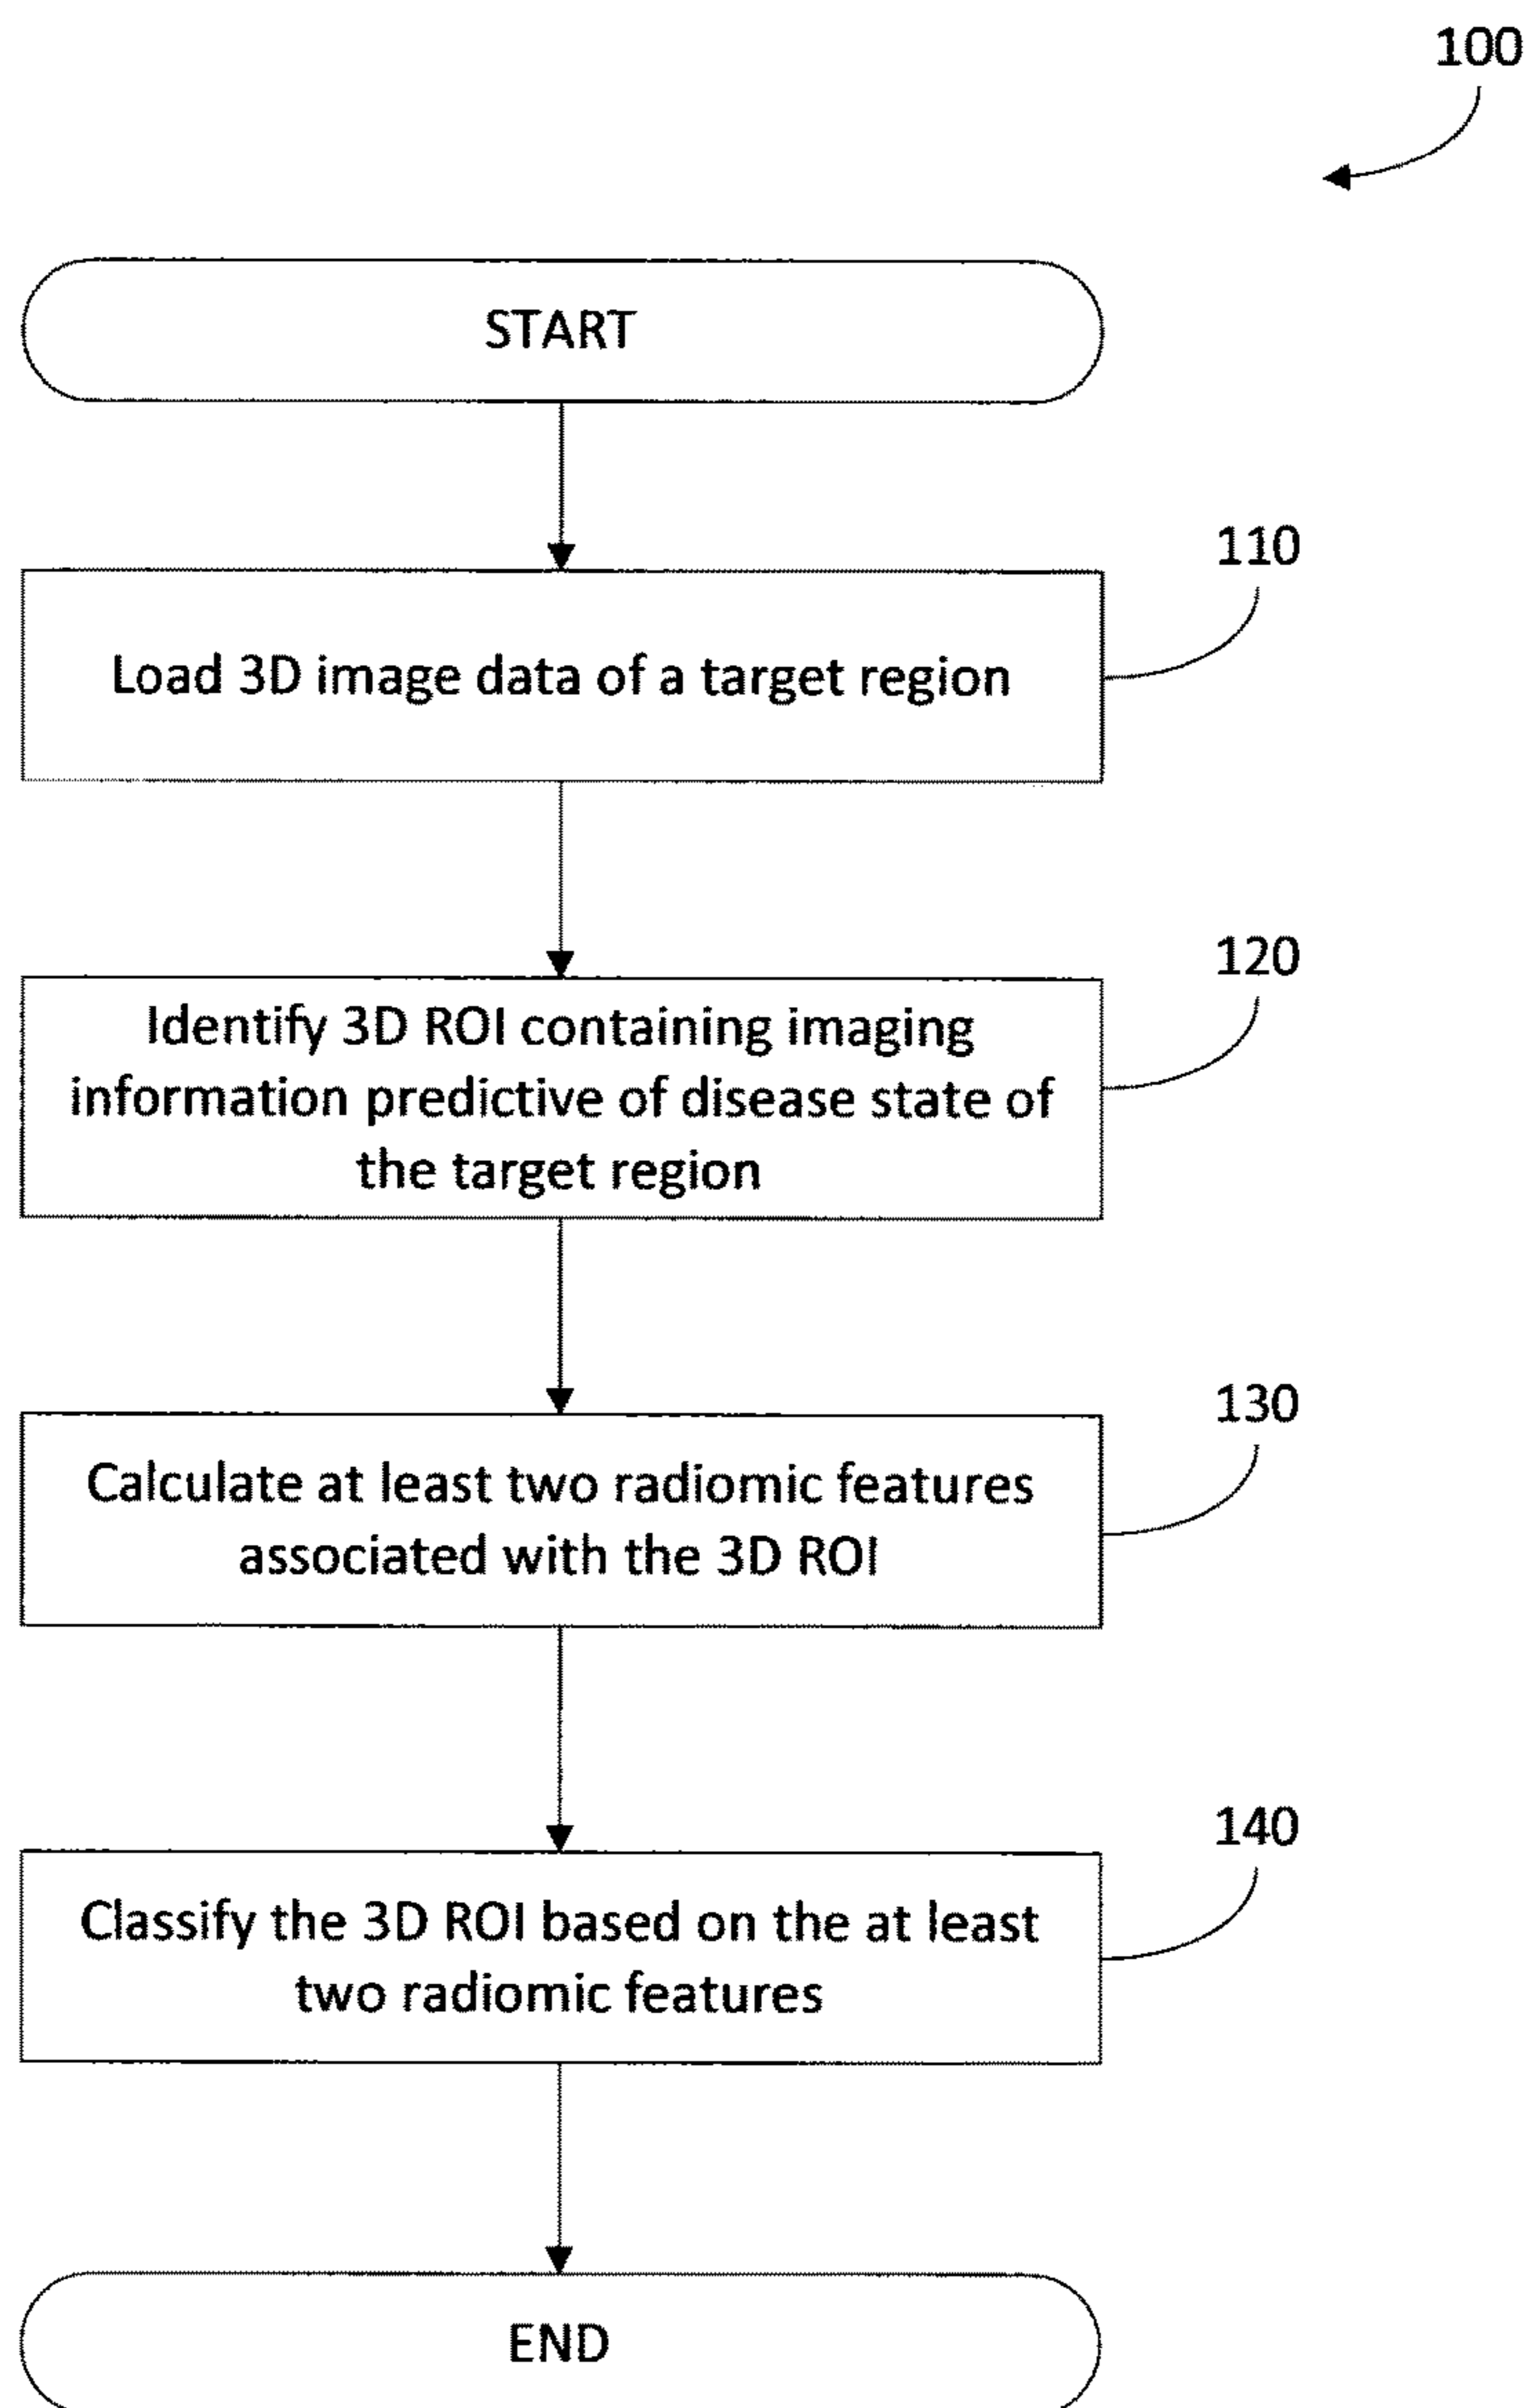 100
START
110
Load 3D image data of a target region
120
Identify 3D ROI containing imaging
information predictive of disease state of
the target region
130
Calculate at least two radiomic features
associated with the 3D ROI
140
Classify the 3D ROI based on the at least
two radiomic features
END